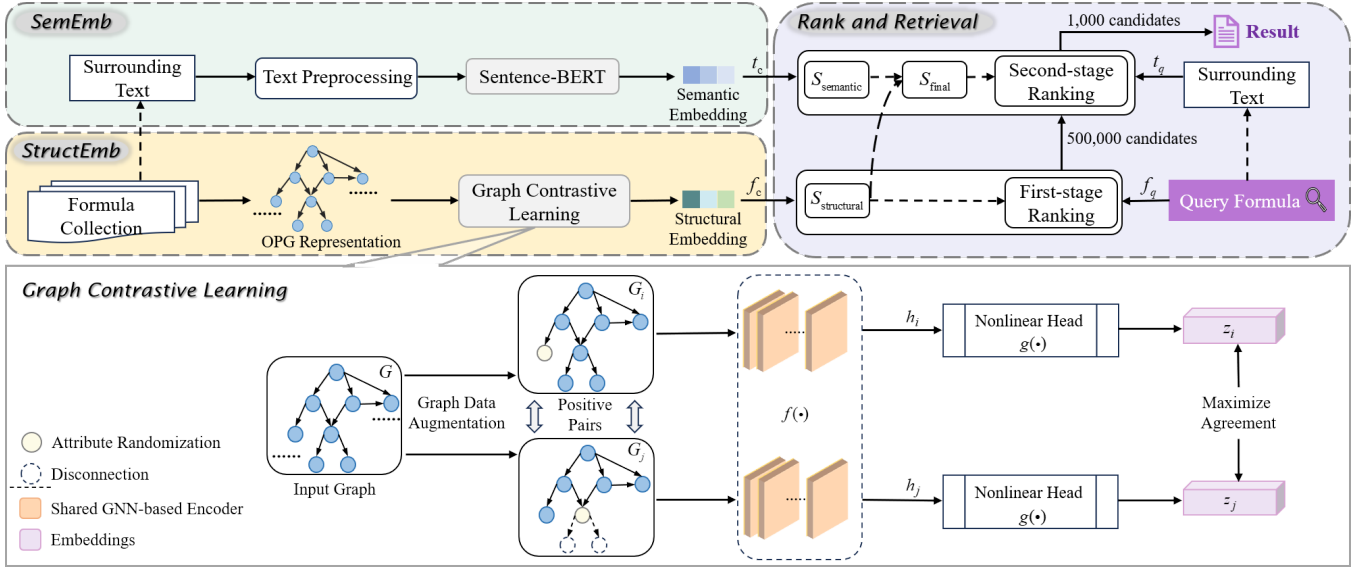 SemEmb
Surrounding
Text
Text Preprocessing
Sentence-BERT
Semantic
Embedding
t_c
StructEmb
Formula
Collection
OPG Representation
Graph Contrastive
Learning
Structural
Embedding
f_c
Rank and Retrieval
1,000 candidates
Result
S_semantic
S_final
Second-stage
Ranking
t_q
Surrounding
Text
500,000 candidates
S_structural
First-stage
Ranking
f_q
Query Formula
Graph Contrastive Learning
G
Input Graph
Graph Data
Augmentation
G_i
Positive
Pairs
G_j
f(•)
h_i
Nonlinear Head
g(•)
z_i
Maximize
Agreement
h_j
Nonlinear Head
g(•)
z_j
Attribute Randomization
Disconnection
Shared GNN-based Encoder
Embeddings